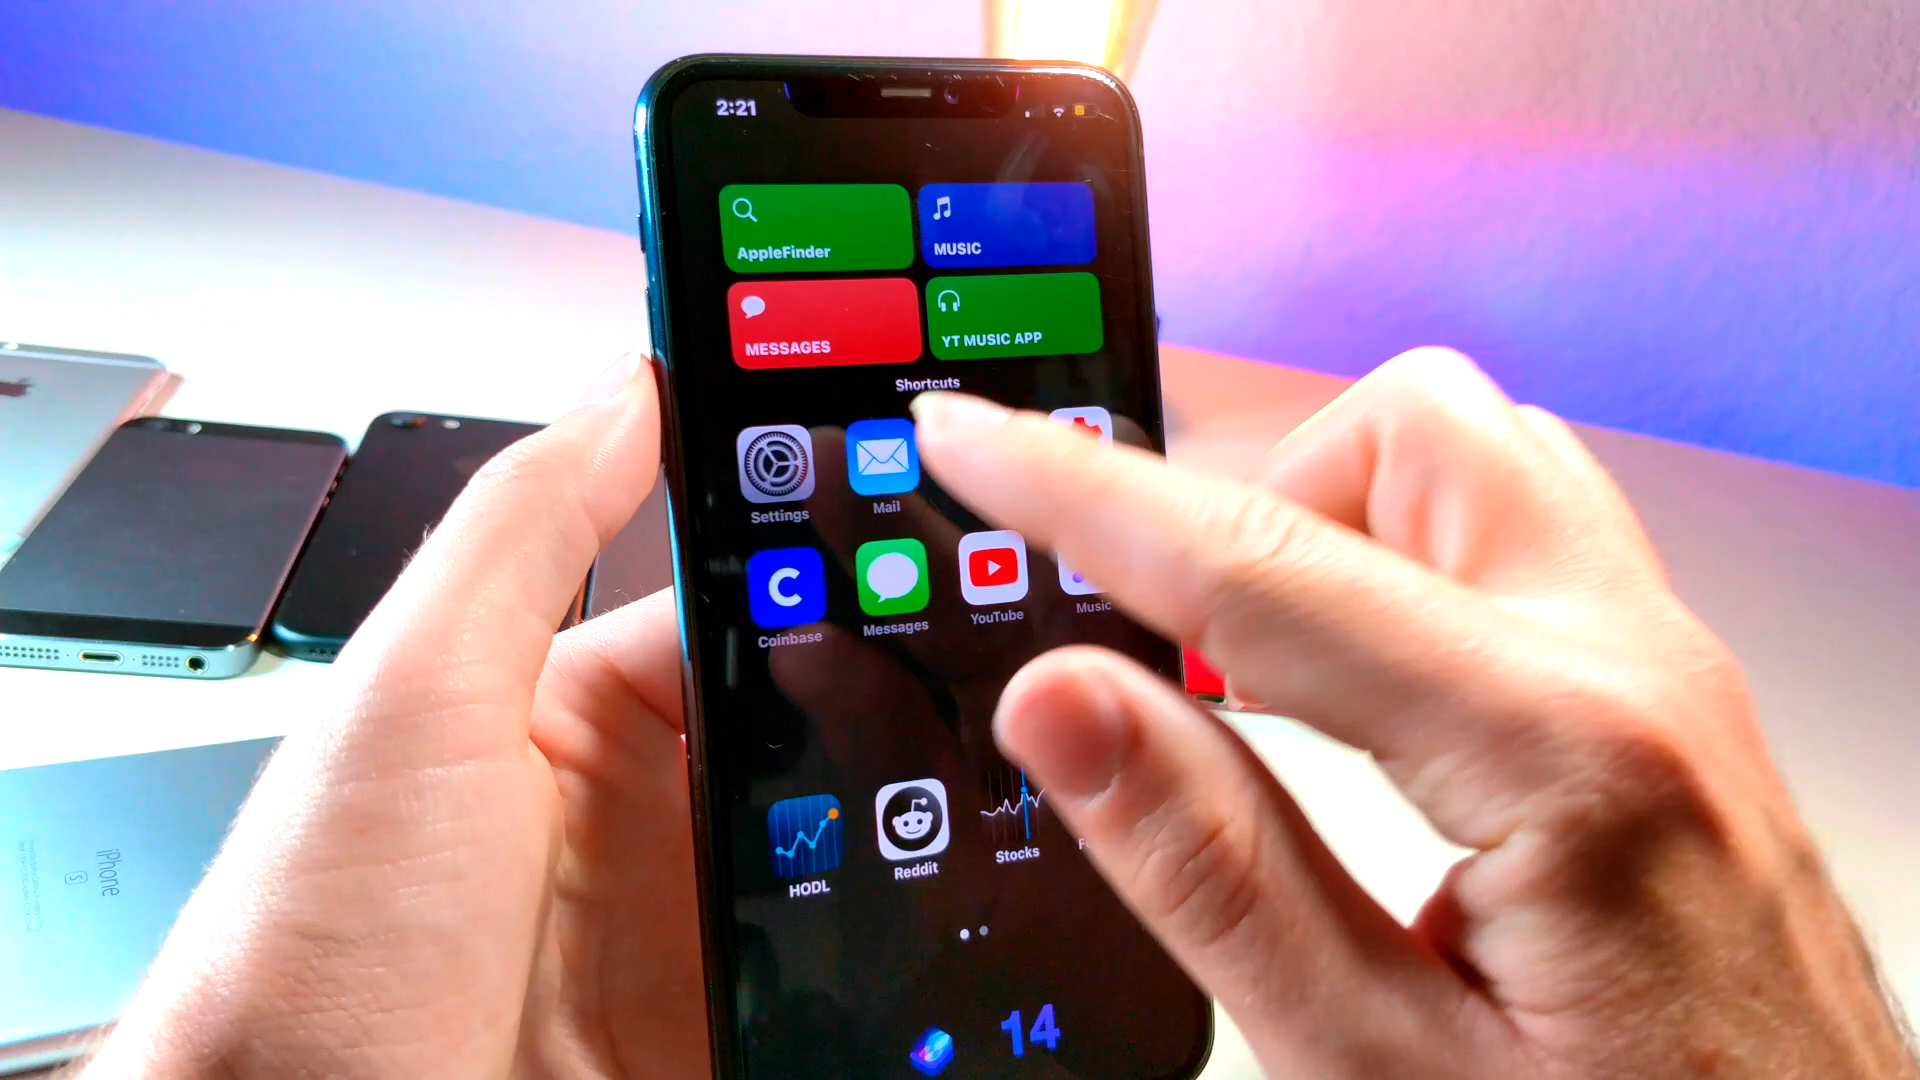 2:21
AppleFinder
MUSIC
MESSAGES
YT MUSIC APP
Shortcuts
Settings
Mail
Coinbase
Messages
YouTube
Music
HODL
Reddit
Stocks
14
iPhone
S